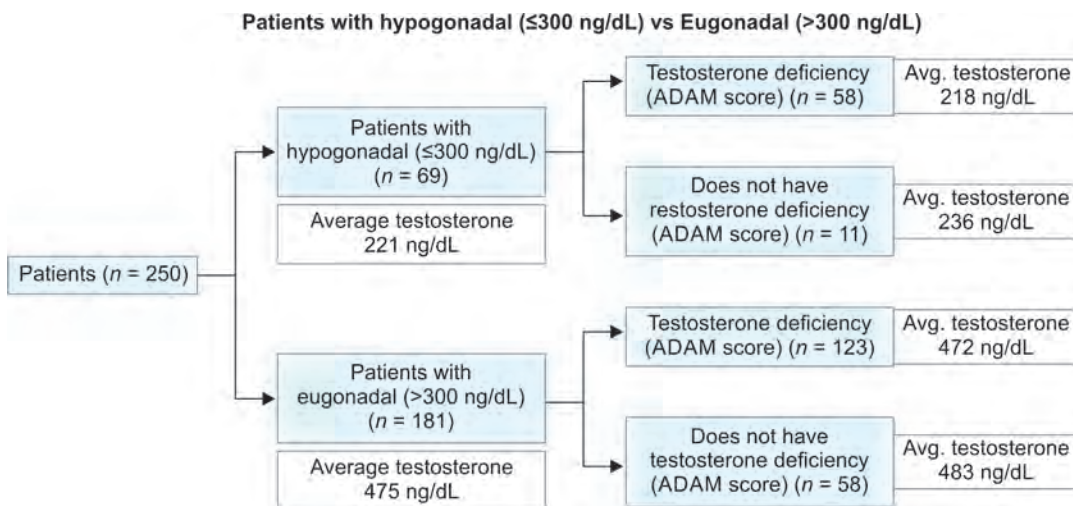 Patients with hypogonadal (≤300 ng/dL) vs Eugonadal (>300 ng/dL)
Patients (n = 250)
Patients with
hypogonadal (≤300 ng/dL)
(n = 69)
Average testosterone
221 ng/dL
Testosterone deficiency
(ADAM score) (n = 58)
Avg. testosterone
218 ng/dL
Does not have
restosterone deficiency
(ADAM score) (n = 11)
Avg. testosterone
236 ng/dL
Patients with
eugonadal (>300 ng/dL)
(n = 181)
Average testosterone
475 ng/dL
Testosterone deficiency
(ADAM score) (n = 123)
Avg. testosterone
472 ng/dL
Does not have
testosterone deficiency
(ADAM score) (n = 58)
Avg. testosterone
483 ng/dL